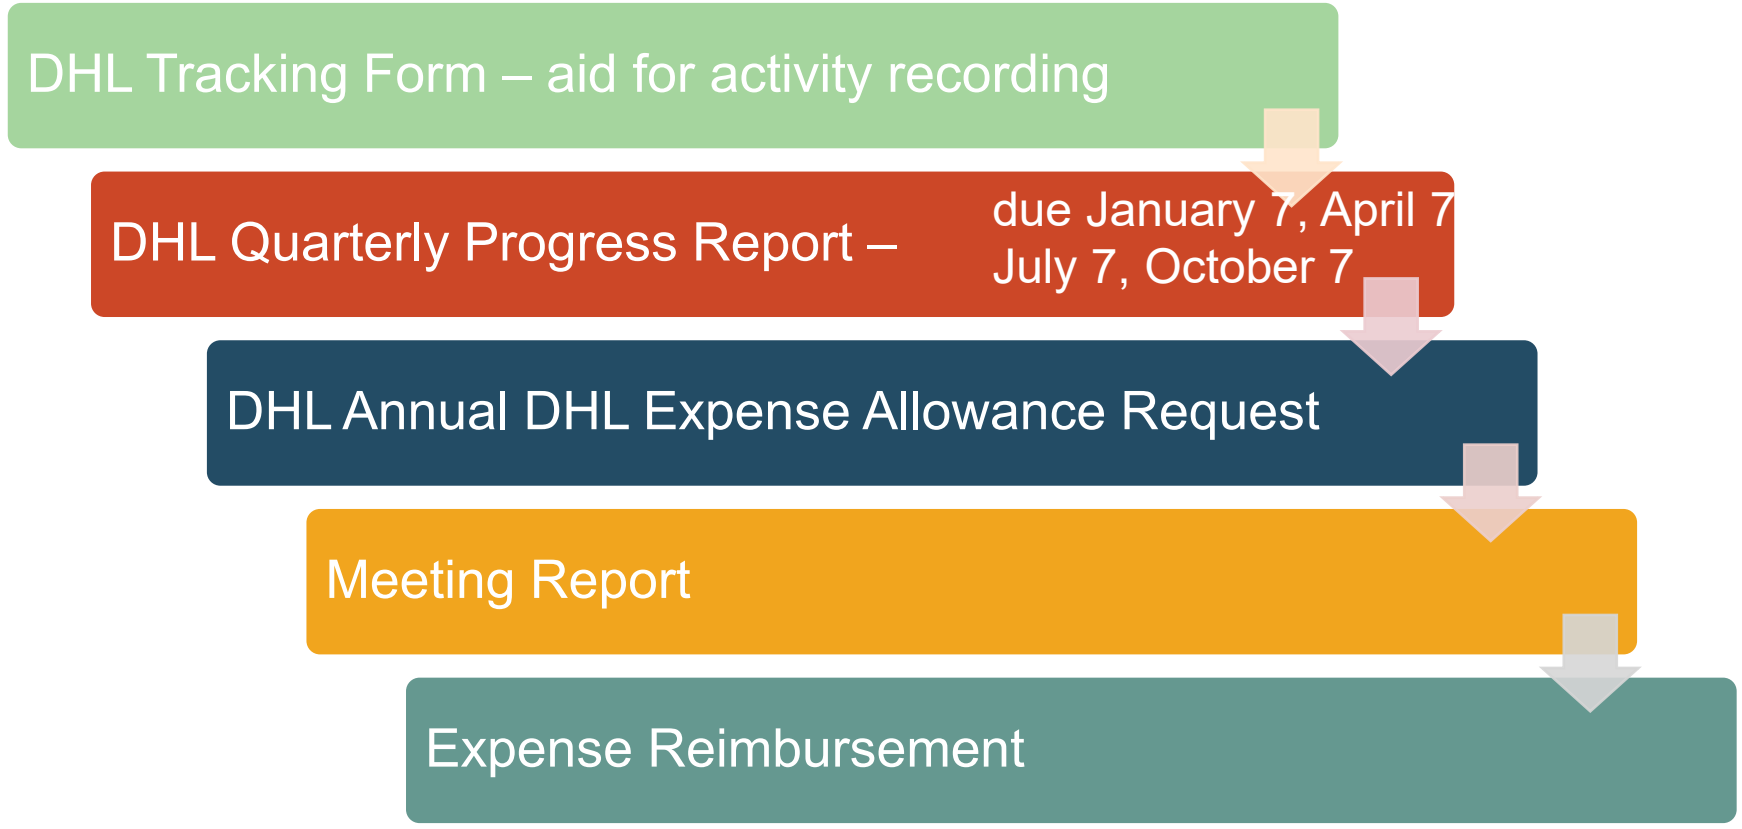 DHL Tracking Form – aid for activity recording
DHL Quarterly Progress Report –
due January 7, April 7
July 7, October 7
DHL Annual DHL Expense Allowance Request
Meeting Report
Expense Reimbursement